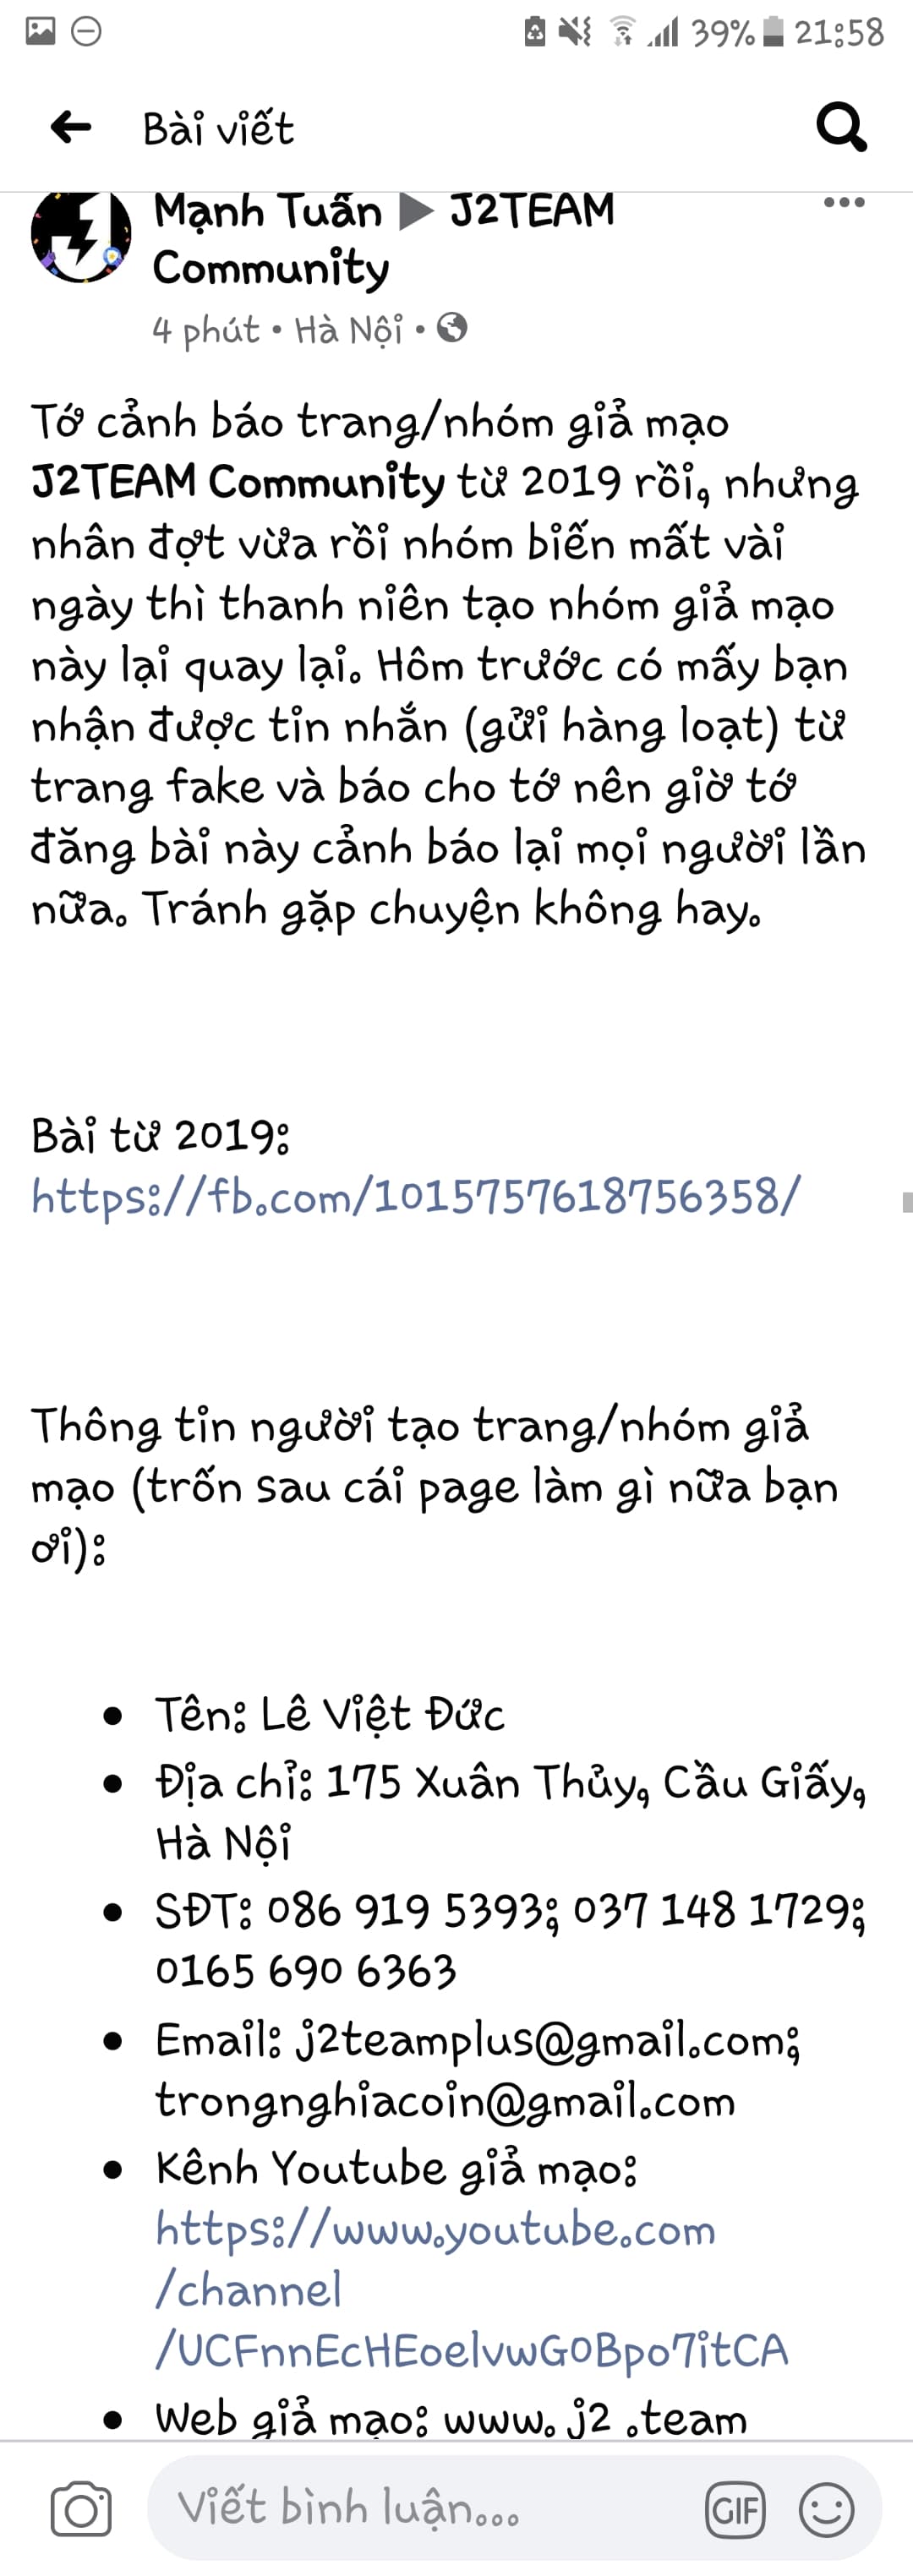 39% 21:58
Bài viết
Mạnh Tuấn ▶ J2TEAM
Community
4 phút • Hà Nội •
Tớ cảnh báo trang/nhóm giả mạo
J2TEAM Community từ 2019 rồi, nhưng
nhân đợt vừa rồi nhóm biến mất vài
ngày thì thanh niên tạo nhóm giả mạo
này lại quay lại. Hôm trước có mấy bạn
nhận được tin nhắn (gửi hàng loạt) từ
trang fake và báo cho tớ nên giờ tớ
đăng bài này cảnh báo lại mọi người lần
nữa. Tránh gặp chuyện không hay.
Bài từ 2019:
https://fb.com/1015757618756358/
Thông tin người tạo trang/nhóm giả
mạo (trốn sau cái page làm gì nữa bạn
ơi):
• Tên: Lê Việt Đức
• Địa chỉ: 175 Xuân Thủy, Cầu Giấy,
Hà Nội
• SĐT: 086 919 5393; 037 148 1729;
0165 690 6363
• Email: j2teamplus@gmail.com;
trongnghiacoin@gmail.com
• Kênh Youtube giả mạo:
https://www.youtube.com
/channel
/UCFnnEcHEoelvwG0Bpo7itCA
• Web giả mạo: www. j2 .team
Viết bình luận...
GIF